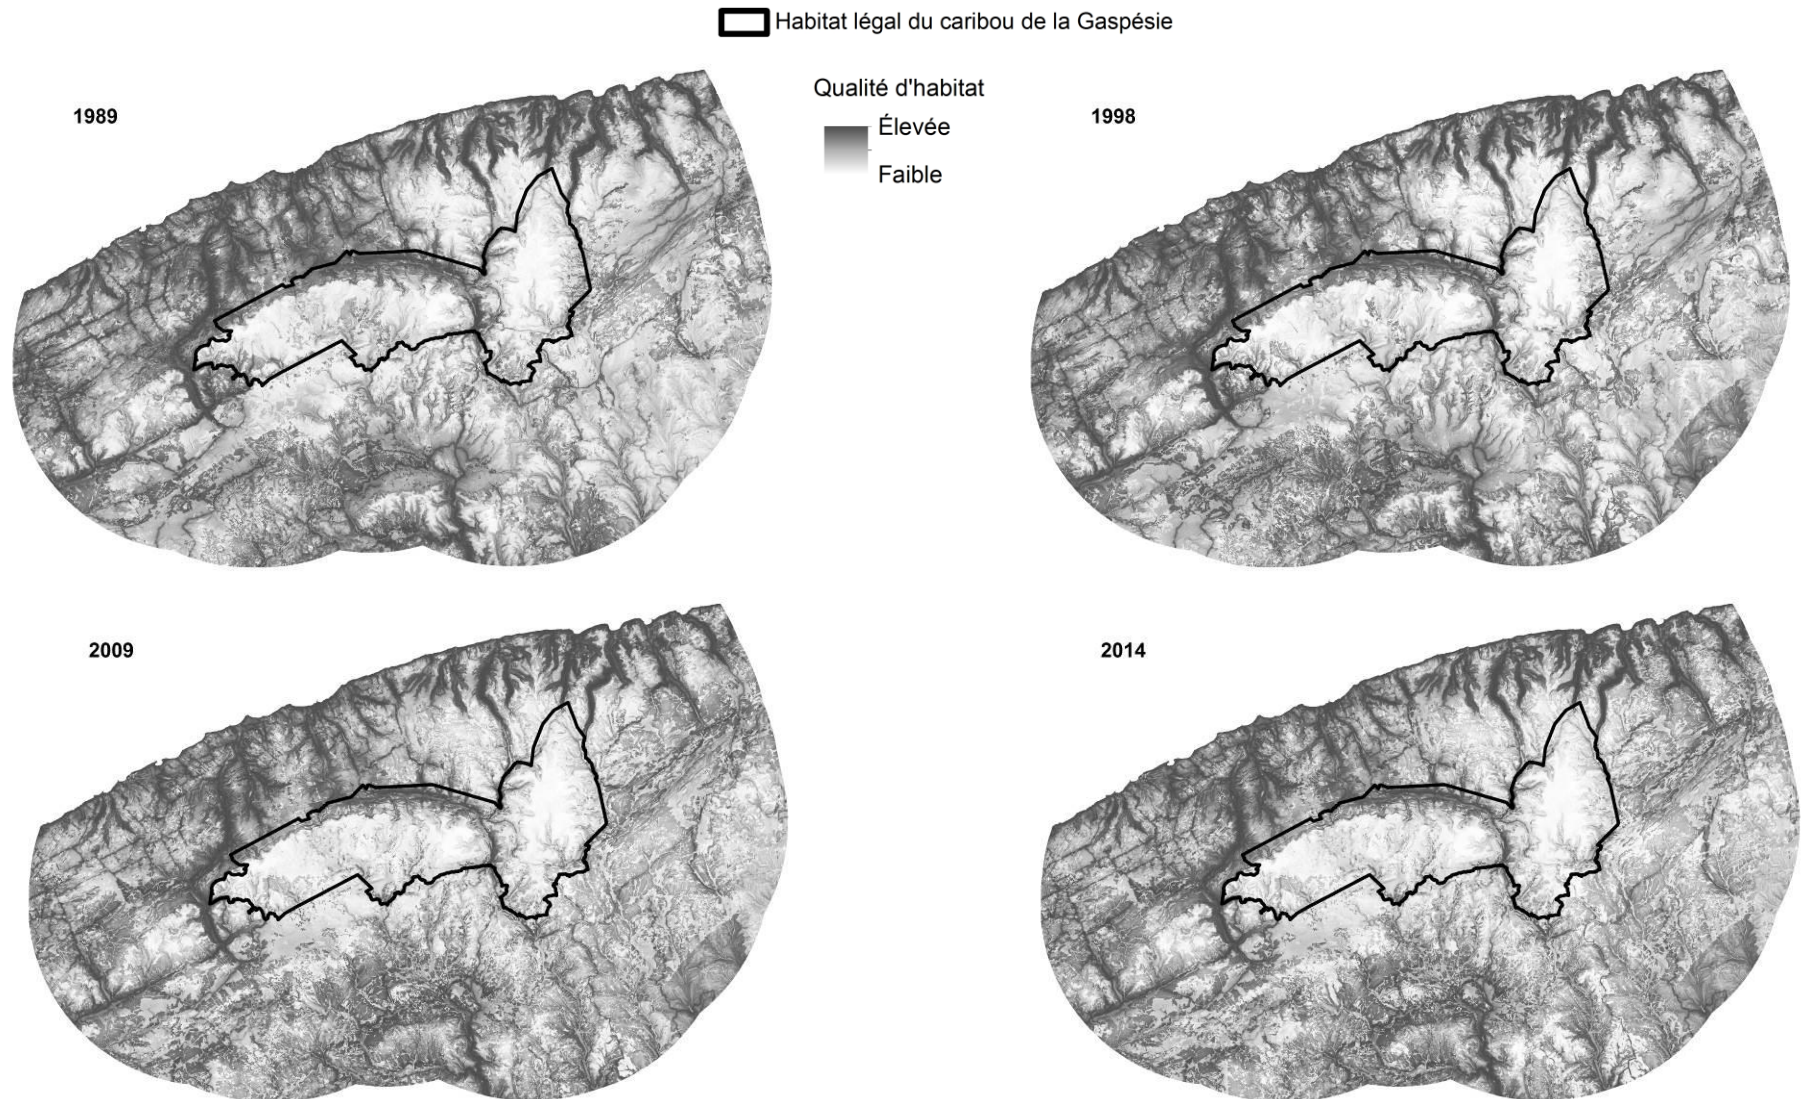 Habitat légal du caribou de la Gaspésie
Qualité d'habitat
Élevée
Faible
1989
1998
2009
2014